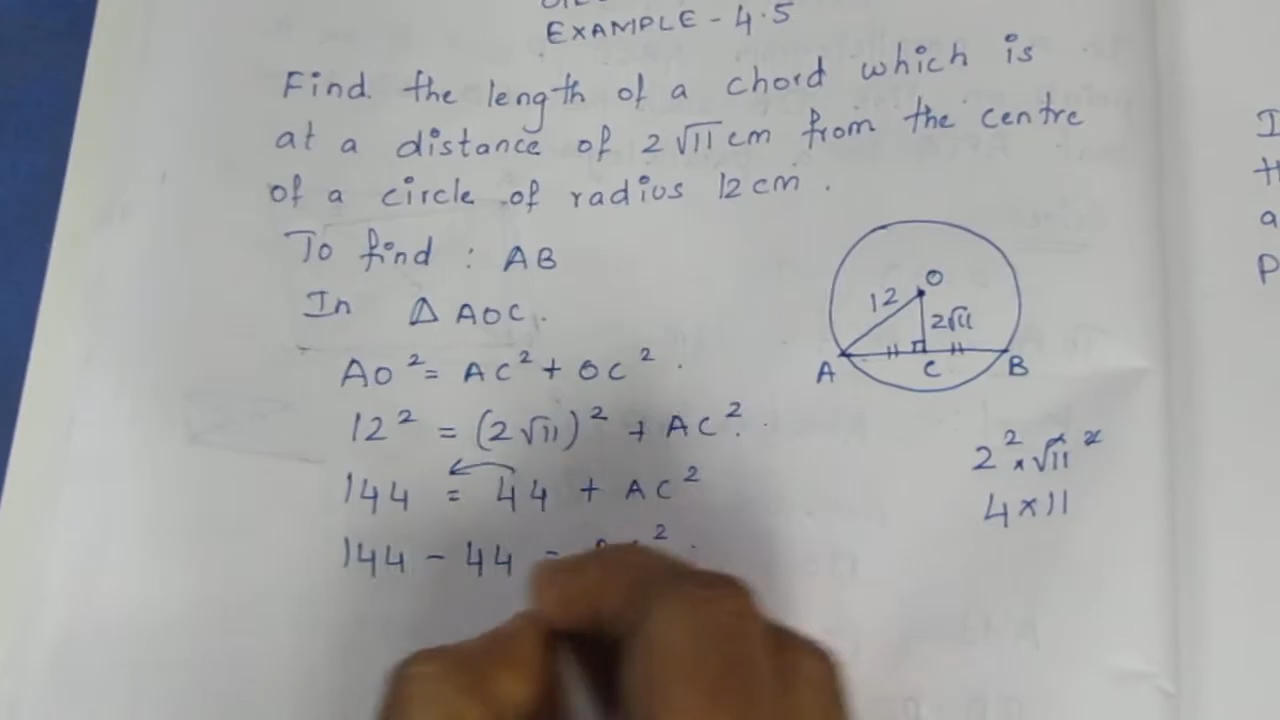 EXAMPLE - 4.5
Find the length of a chord which is
at a distance of 2√11 cm from the centre
of a circle of radius 12 cm.
To find : AB
In Δ AOC.
AO² = AC² + OC².
12² = (2√11)² + AC².
144 = 44 + AC²
144 - 44 =
O
12
2√11
A
C
B
2² × √11²
4 × 11